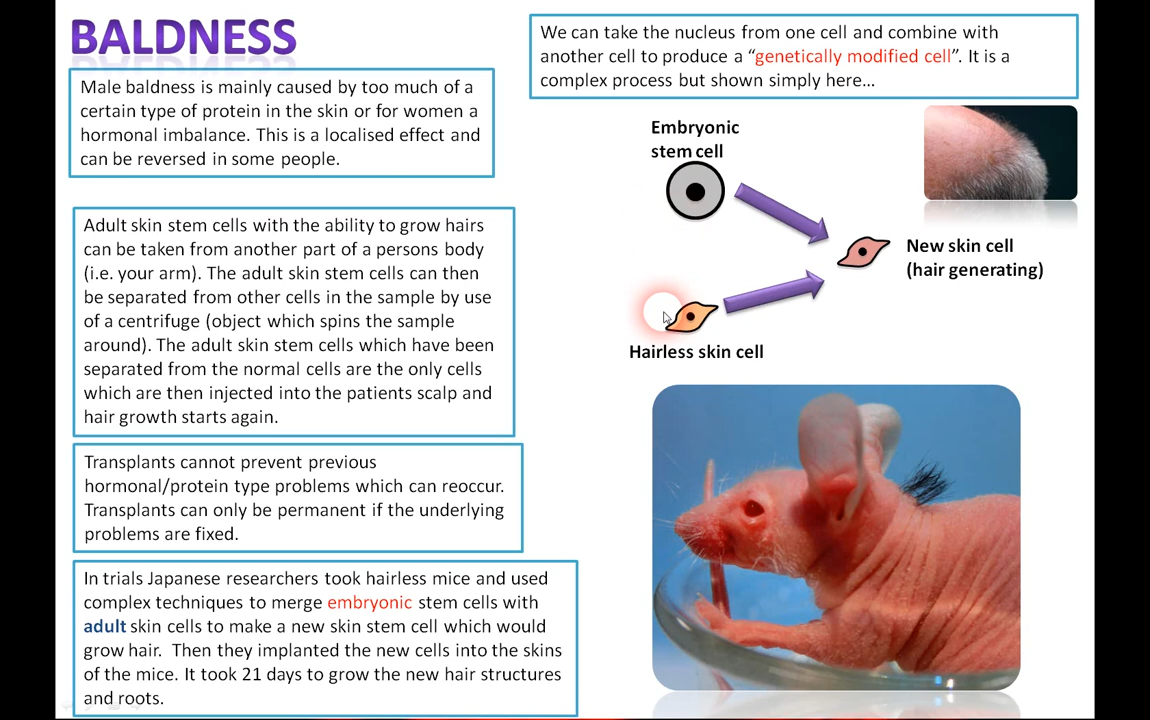 BALDNESS
Male baldness is mainly caused by too much of a
certain type of protein in the skin or for women a
hormonal imbalance. This is a localised effect and
can be reversed in some people.
Adult skin stem cells with the ability to grow hairs
can be taken from another part of a persons body
(i.e. your arm). The adult skin stem cells can then
be separated from other cells in the sample by use
of a centrifuge (object which spins the sample
around). The adult skin stem cells which have been
separated from the normal cells are the only cells
which are then injected into the patients scalp and
hair growth starts again.
Transplants cannot prevent previous
hormonal/protein type problems which can reoccur.
Transplants can only be permanent if the underlying
problems are fixed.
In trials Japanese researchers took hairless mice and used
complex techniques to merge embryonic stem cells with
adult skin cells to make a new skin stem cell which would
grow hair. Then they implanted the new cells into the skins
of the mice. It took 21 days to grow the new hair structures
and roots.
We can take the nucleus from one cell and combine with
another cell to produce a “genetically modified cell”. It is a
complex process but shown simply here…
Embryonic
stem cell
New skin cell
(hair generating)
Hairless skin cell